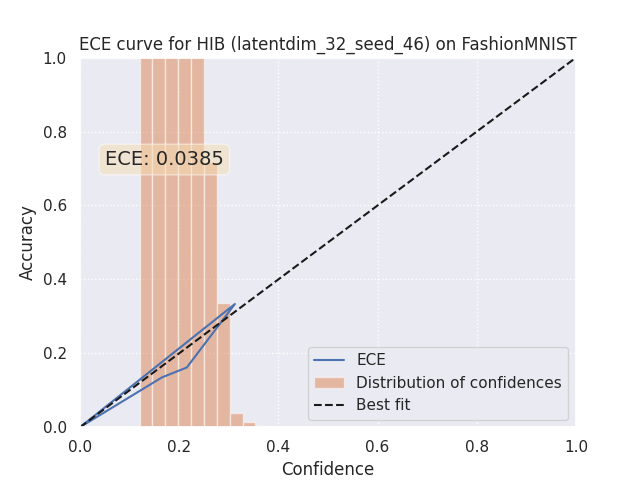 ECE curve for HIB (latentdim_32_seed_46) on FashionMNIST
1.0
0.8
0.6
0.4
0.2
0.0
Accuracy
ECE: 0.0385
ECE
Distribution of confidences
Best fit
0.0 0.2 0.4 0.6 0.8 1.0
Confidence